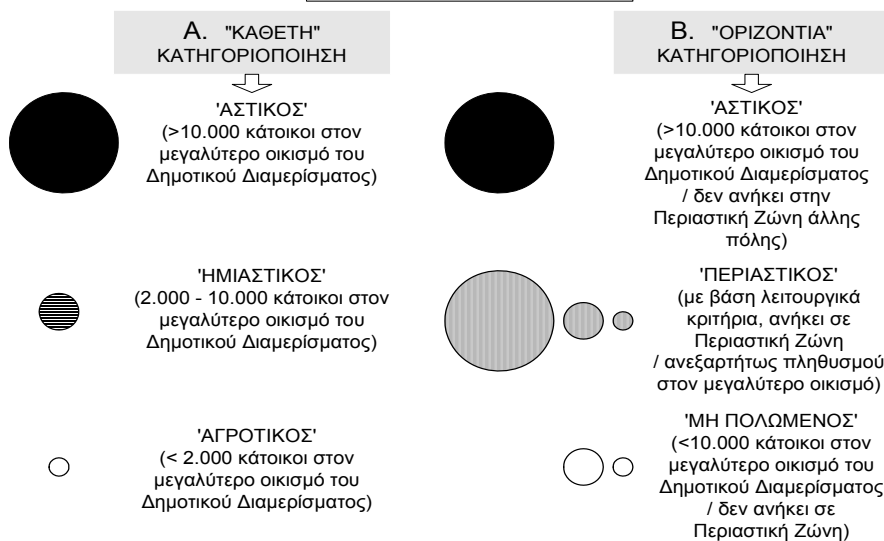 Α. "ΚΑΘΕΤΗ"
ΚΑΤΗΓΟΡΙΟΠΟΙΗΣΗ
'ΑΣΤΙΚΟΣ'
(>10.000 κάτοικοι στον
μεγαλύτερο οικισμό του
Δημοτικού Διαμερίσματος)
'ΗΜΙΑΣΤΙΚΟΣ'
(2.000 - 10.000 κάτοικοι στον
μεγαλύτερο οικισμό του
Δημοτικού Διαμερίσματος)
'ΑΓΡΟΤΙΚΟΣ'
(< 2.000 κάτοικοι στον
μεγαλύτερο οικισμό του
Δημοτικού Διαμερίσματος)
Β. "ΟΡΙΖΟΝΤΙΑ"
ΚΑΤΗΓΟΡΙΟΠΟΙΗΣΗ
'ΑΣΤΙΚΟΣ'
(>10.000 κάτοικοι στον
μεγαλύτερο οικισμό του
Δημοτικού Διαμερίσματος
/ δεν ανήκει στην
Περιαστική Ζώνη άλλης
πόλης)
'ΠΕΡΙΑΣΤΙΚΟΣ'
(με βάση λειτουργικά
κριτήρια, ανήκει σε
Περιαστική Ζώνη
/ ανεξαρτήτως πληθυσμού
στον μεγαλύτερο οικισμό)
'ΜΗ ΠΟΛΩΜΕΝΟΣ'
(<10.000 κάτοικοι στον
μεγαλύτερο οικισμό του
Δημοτικού Διαμερίσματος
/ δεν ανήκει σε
Περιαστική Ζώνη)